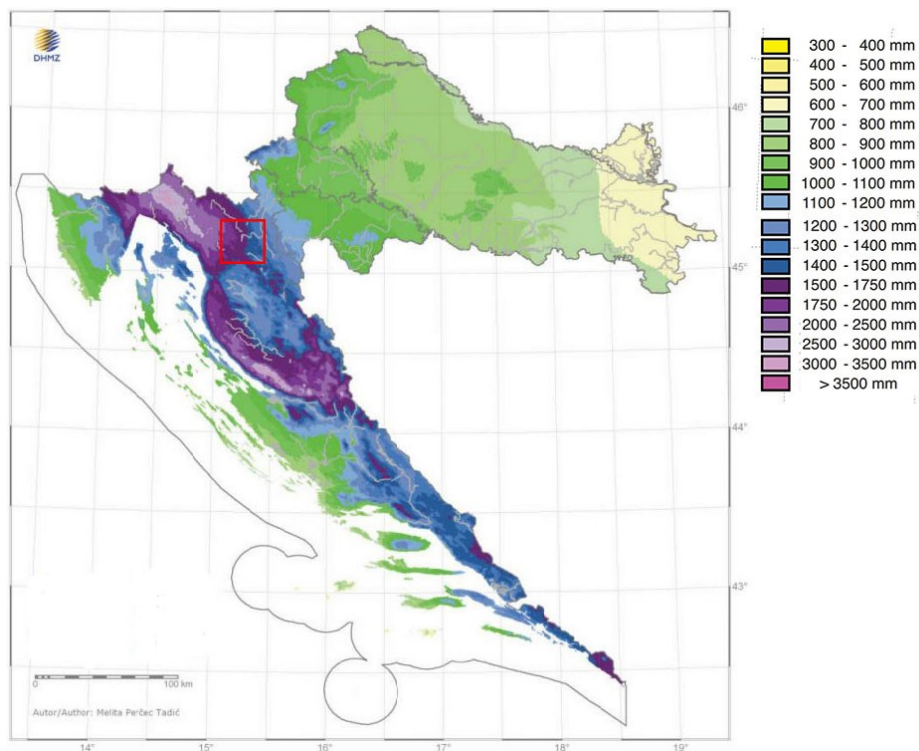 DHMZ
300 - 400 mm
400 - 500 mm
500 - 600 mm
600 - 700 mm
700 - 800 mm
800 - 900 mm
900 - 1000 mm
1000 - 1100 mm
1100 - 1200 mm
1200 - 1300 mm
1300 - 1400 mm
1400 - 1500 mm
1500 - 1750 mm
1750 - 2000 mm
2000 - 2500 mm
2500 - 3000 mm
3000 - 3500 mm
> 3500 mm
46°
45°
44°
43°
0
100 km
Autor/Author: Melita Perčec Tadić
14°
15°
16°
17°
18°
19°